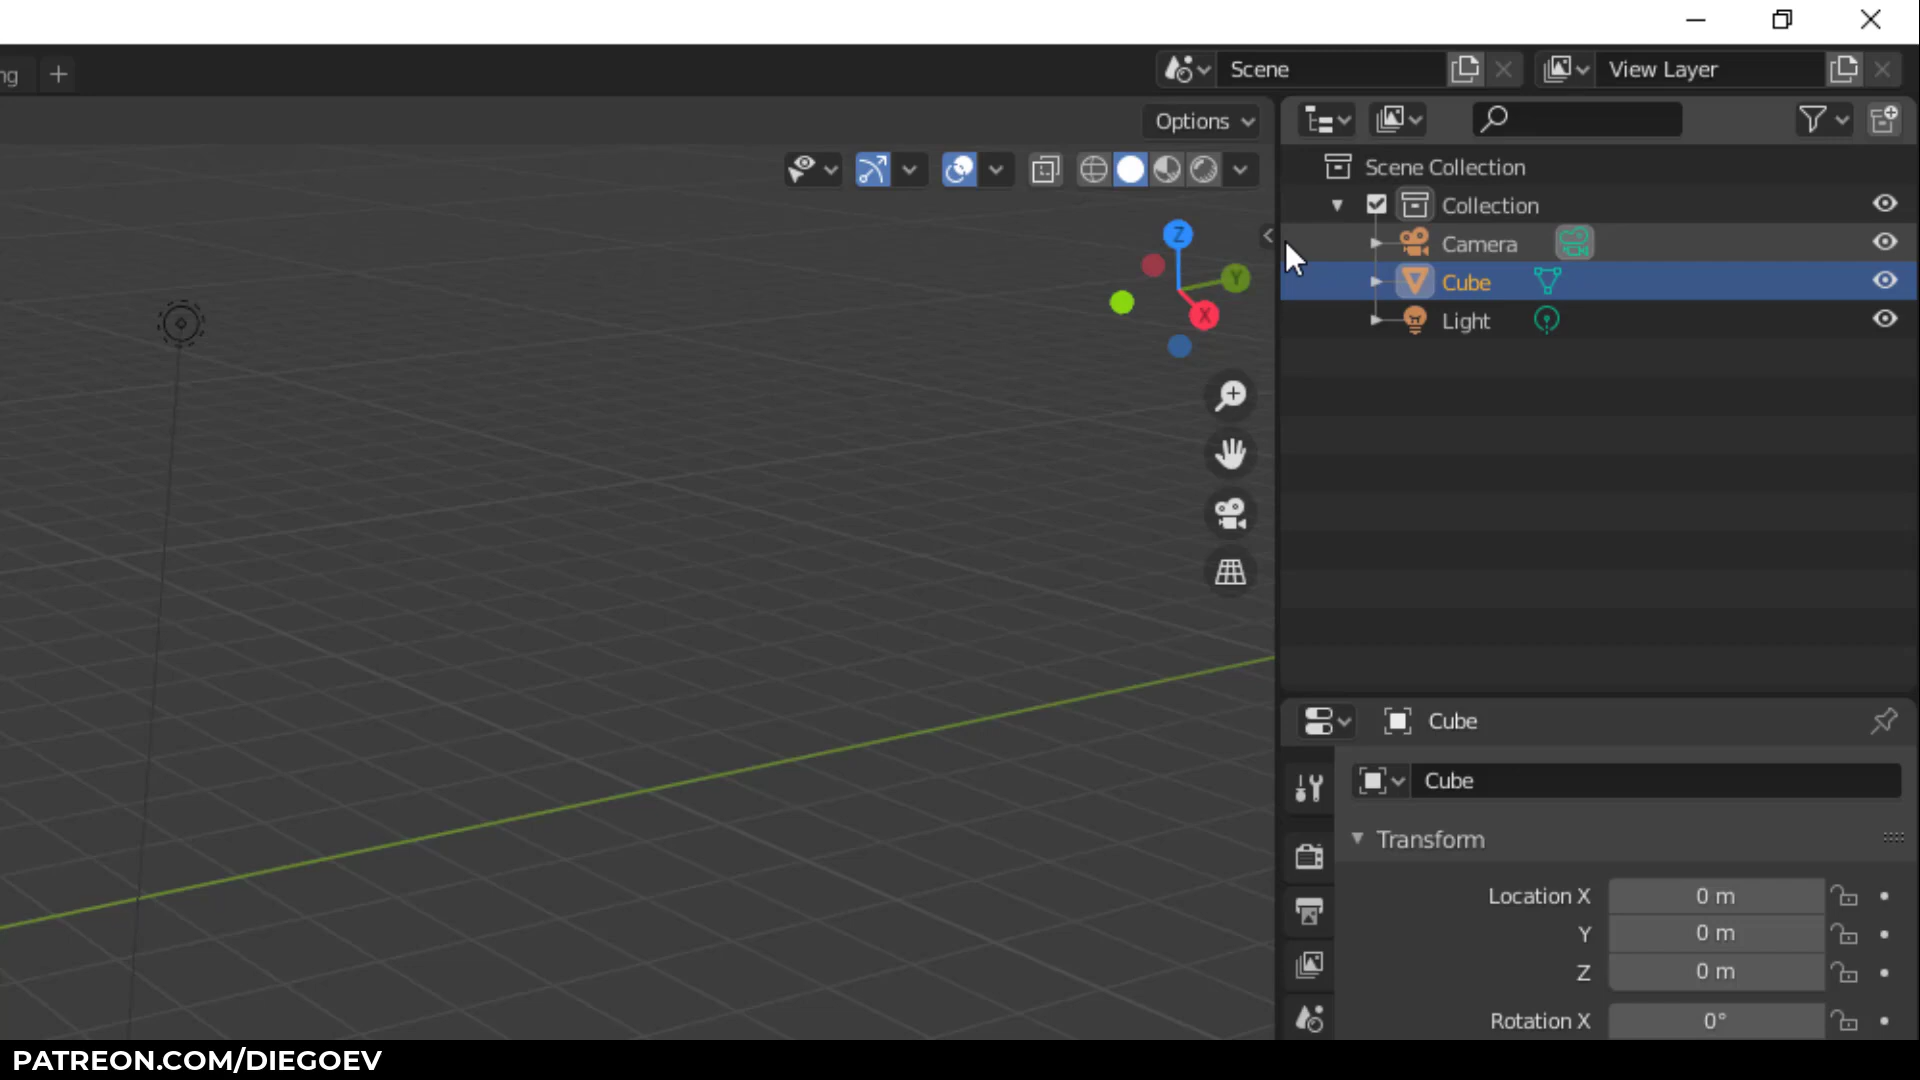 ng
Scene
View Layer
Options
Scene Collection
Collection
Camera
Cube
Light
Z
Y
X
Cube
Cube
Transform
Location X 0 m
Y 0 m
Z 0 m
Rotation X 0°
PATREON.COM/DIEGOEV